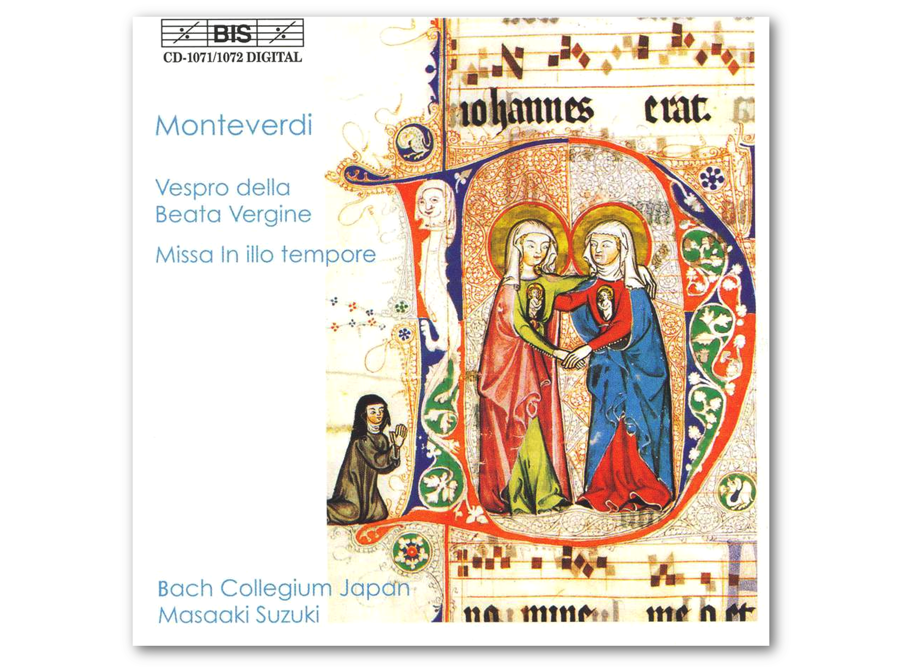 BIS
CD-1071/1072 DIGITAL
Monteverdi
Vespro della
Beata Vergine
Missa In illo tempore
Bach Collegium Japan
Masaaki Suzuki
iohannes erat.